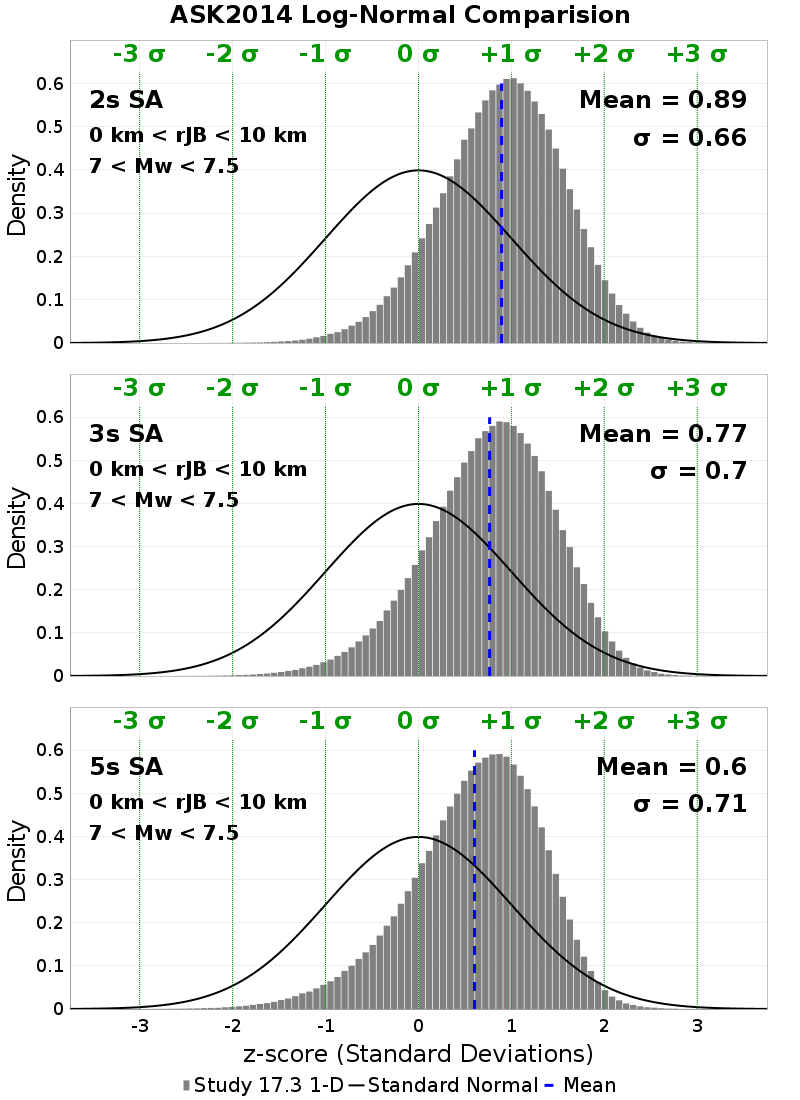 ASK2014 Log-Normal Comparision
-3 σ -2 σ -1 σ 0 σ +1 σ +2 σ +3 σ
2s SA
Mean = 0.89
0 km < rJB < 10 km
σ = 0.66
7 < Mw < 7.5
Density
0.6
0.5
0.4
0.3
0.2
0.1
0
-3 σ -2 σ -1 σ 0 σ +1 σ +2 σ +3 σ
3s SA
Mean = 0.77
0 km < rJB < 10 km
σ = 0.7
7 < Mw < 7.5
Density
0.6
0.5
0.4
0.3
0.2
0.1
0
-3 σ -2 σ -1 σ 0 σ +1 σ +2 σ +3 σ
5s SA
Mean = 0.6
0 km < rJB < 10 km
σ = 0.71
7 < Mw < 7.5
Density
0.6
0.5
0.4
0.3
0.2
0.1
0
-3 -2 -1 0 1 2 3
z-score (Standard Deviations)
Study 17.3 1-D Standard Normal Mean